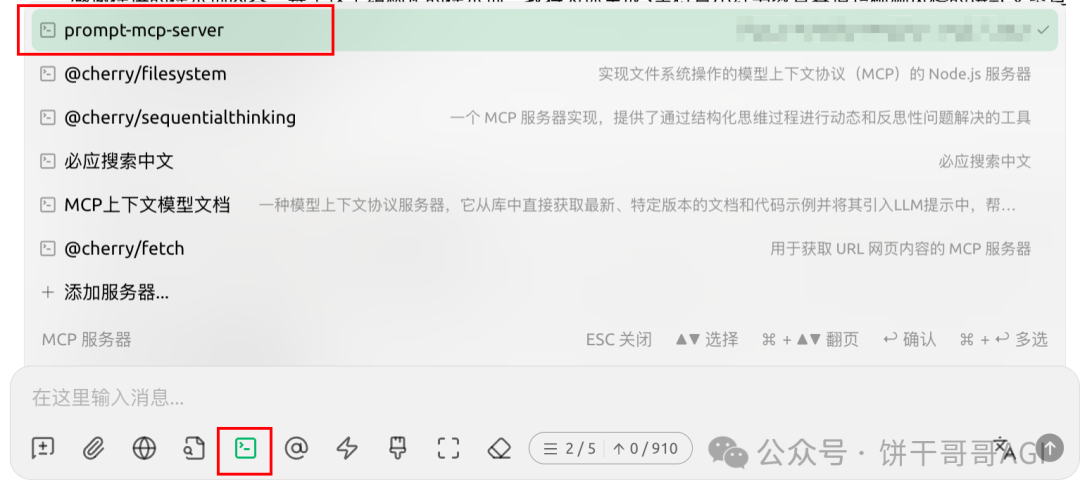 prompt-mcp-server
@cherry/filesystem 实现文件系统操作的模型上下文协议（MCP）的 Node.js 服务器
@cherry/sequentialthinking 一个 MCP 服务器实现，提供了通过结构化思维过程进行动态和反思性问题解决的工具
必应搜索中文 必应搜索中文
MCP上下文模型文档 一种模型上下文协议服务器，它从库中直接获取最新、特定版本的文档和代码示例并将其引入LLM提示中，帮...
@cherry/fetch 用于获取 URL 网页内容的 MCP 服务器
+ 添加服务器...
MCP 服务器 ESC 关闭 ▲▼ 选择 ⌘ + ▲▼ 翻页 ↩ 确认 ⌘ + ↩ 多选
在这里输入消息...
2 / 5 ↑ 0 / 910 公众号 · 饼干哥哥AGI